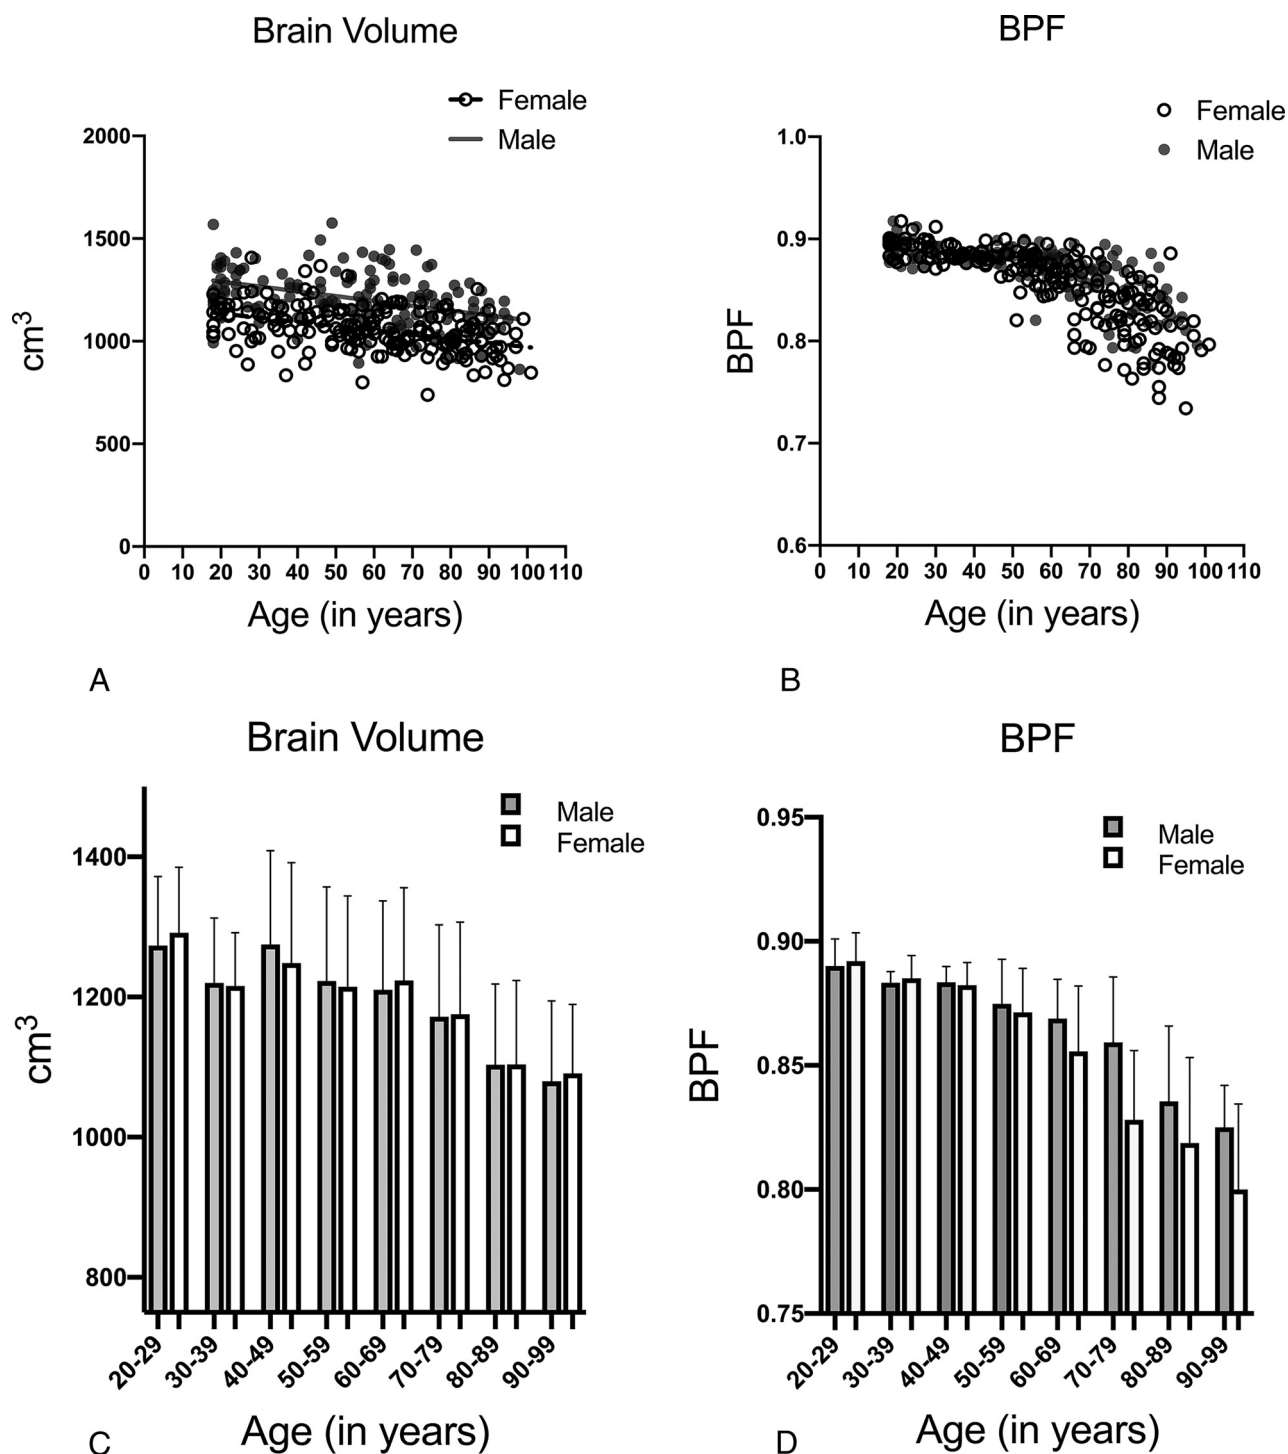 Brain Volume
Female
Male
2000
1500
1000
500
0
cm³
0 10 20 30 40 50 60 70 80 90 100 110
Age (in years)
A
BPF
Female
Male
1.0
0.9
0.8
0.7
0.6
BPF
0 10 20 30 40 50 60 70 80 90 100 110
Age (in years)
B
Brain Volume
Male
Female
1400
1200
1000
800
cm³
20-29 30-39 40-49 50-59 60-69 70-79 80-89 90-99
Age (in years)
C
BPF
Male
Female
0.95
0.90
0.85
0.80
0.75
BPF
20-29 30-39 40-49 50-59 60-69 70-79 80-89 90-99
Age (in years)
D